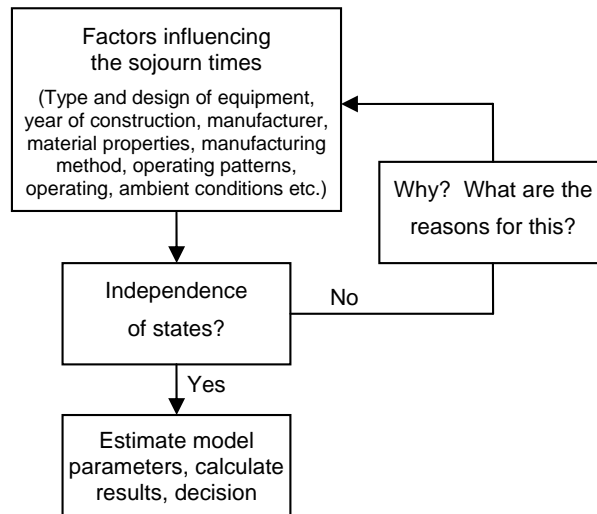 Factors influencing
the sojourn times
(Type and design of equipment,
year of construction, manufacturer,
material properties, manufacturing
method, operating patterns,
operating, ambient conditions etc.)
Why? What are the
reasons for this?
Independence
of states?
No
Yes
Estimate model
parameters, calculate
results, decision